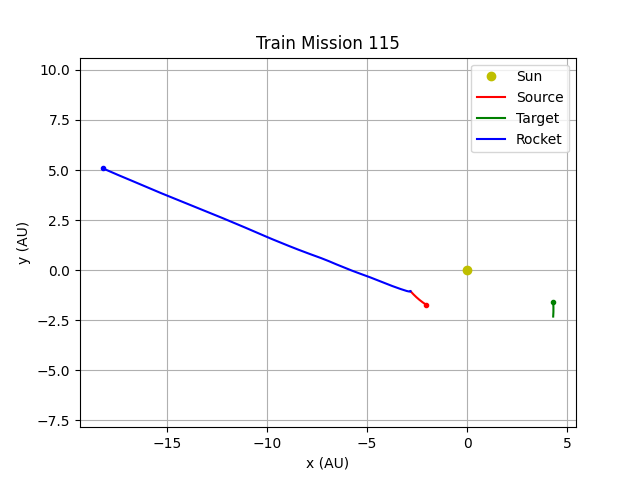 Train Mission 115
10.0
7.5
5.0
2.5
0.0
−2.5
−5.0
−7.5
y (AU)
Sun
Source
Target
Rocket
−15
−10
−5
0
5
x (AU)